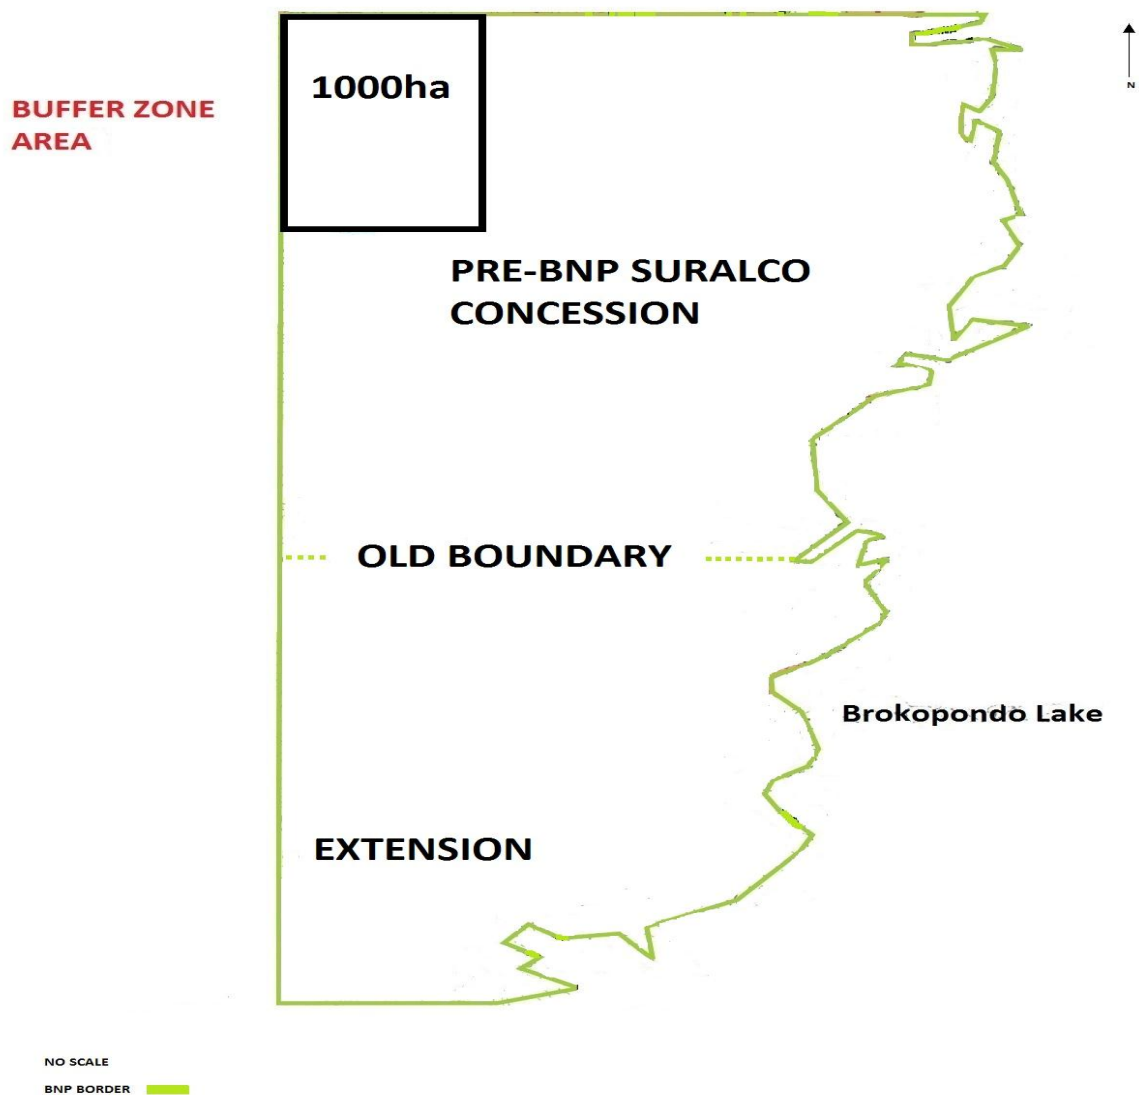 1000ha
N
BUFFER ZONE
AREA
PRE-BNP SURALCO
CONCESSION
OLD BOUNDARY
Brokopondo Lake
EXTENSION
NO SCALE
BNP BORDER